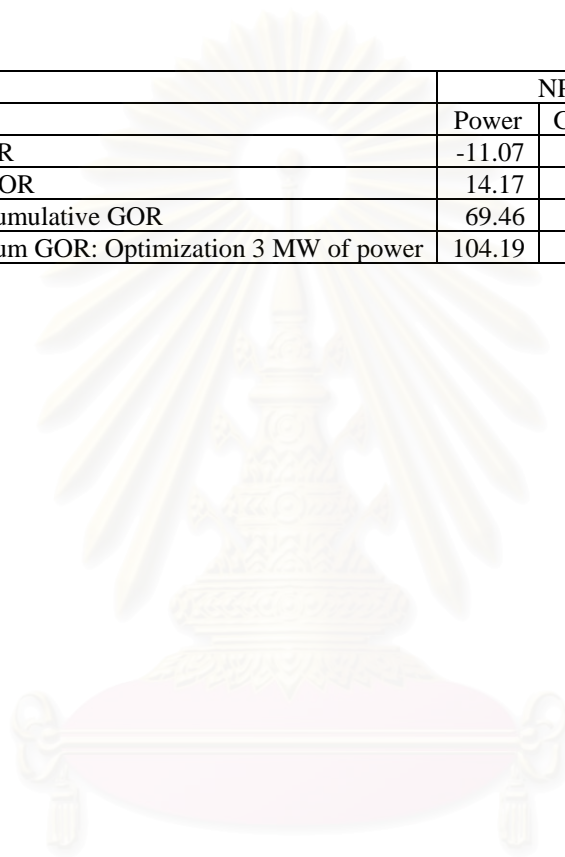 Power
R -11.07
OR 14.17
umulative GOR 69.46
um GOR: Optimization 3 MW of power 104.19